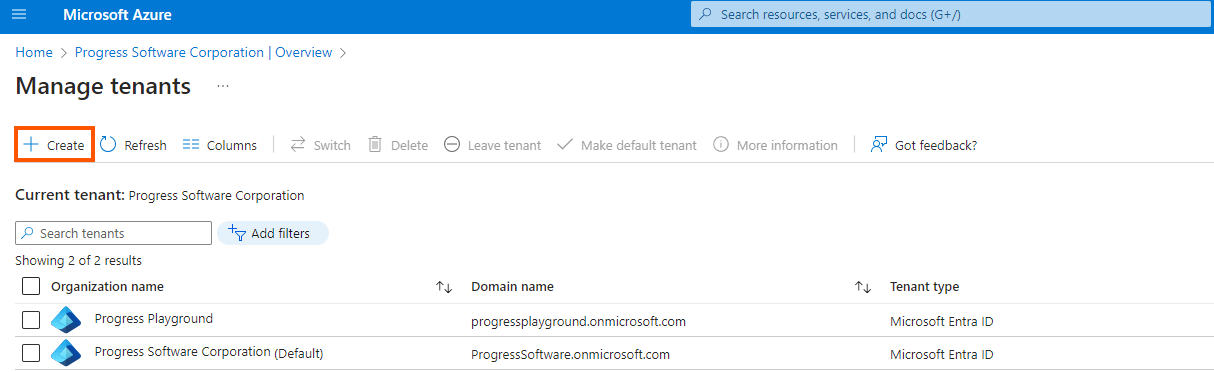 Microsoft Azure
Search resources, services, and docs (G+/)
Home > Progress Software Corporation | Overview >
Manage tenants ...
+ Create Refresh Columns Switch Delete Leave tenant Make default tenant More information Got feedback?
Current tenant: Progress Software Corporation
Search tenants Add filters
Showing 2 of 2 results
Organization name Domain name Tenant type
Progress Playground progressplayground.onmicrosoft.com Microsoft Entra ID
Progress Software Corporation (Default) ProgressSoftware.onmicrosoft.com Microsoft Entra ID